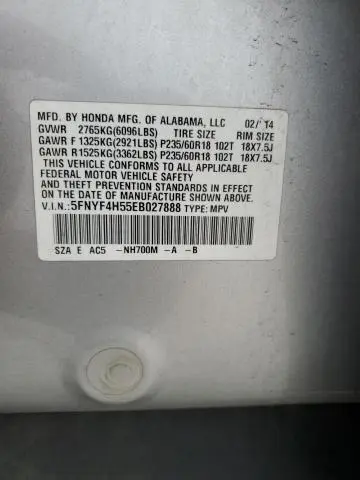 MFD. BY HONDA MFG. OF ALABAMA, LLC 02/14
GVWR 2765KG(6096LBS) TIRE SIZE RIM SIZE
GAWR F 1325KG(2921LBS) P235/60R18 102T 18X7.5J
GAWR R1525KG(3362LBS) P235/60R18 102T 18X7.5J
THIS VEHICLE CONFORMS TO ALL APPLICABLE
FEDERAL MOTOR VEHICLE SAFETY
AND THEFT PREVENTION STANDARDS IN EFFECT
ON THE DATE OF MANUFACTURE SHOWN ABOVE.
V.I.N.:5FNYF4H55EB027888 TYPE: MPV
SZA E AC5 -NH700M -A -B